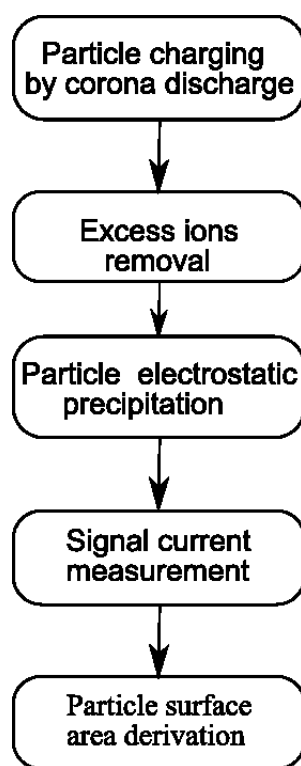 Particle charging
by corona discharge
Excess ions
removal
Particle electrostatic
precipitation
Signal current
measurement
Particle surface
area derivation